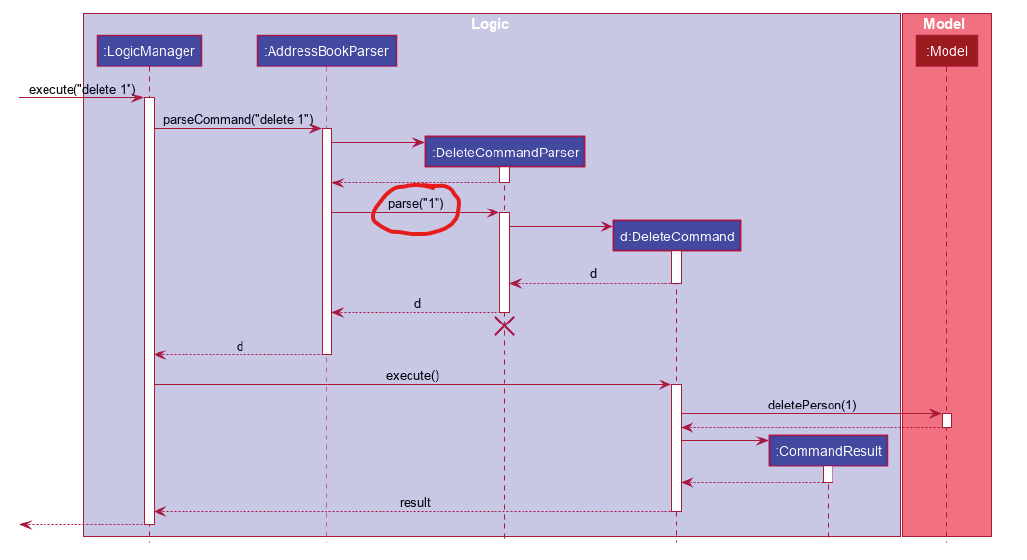 Logic
Model
:LogicManager
:AddressBookParser
:Model
execute("delete 1")
parseCommand("delete 1")
:DeleteCommandParser
parse("1")
d:DeleteCommand
d
d
d
execute()
deletePerson(1)
:CommandResult
result